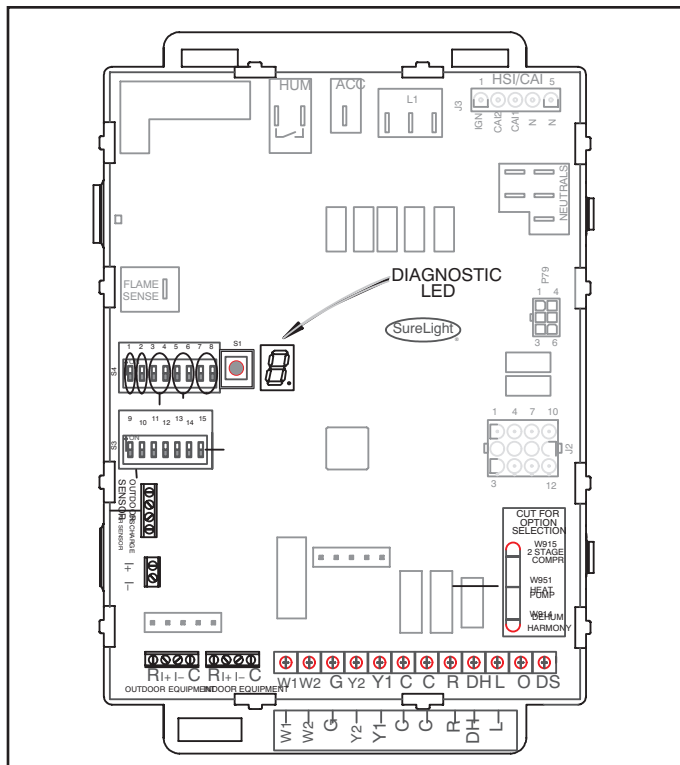 HUM
ACC
L1
1 HSI/CAI 5
J3
IGN
CAI2
CAI1
N
N
NEUTRALS
P79
1 4
3 6
FLAME
SENSE
DIAGNOSTIC
LED
SureLight
S1
S4
1 2 3 4 5 6 7 8
S3
9 10 11 12 13 14 15
ON
1 4 7 10
J2
3 12
OUTDOOR
SENSOR
DISCHARGE
SENSOR
I+
I-
CUT FOR
OPTION
SELECTION
W915
2 STAGE
COMPR
W951
HEAT
PUMP
W914
DEHUM
HARMONY
R I+ I- C
OUTDOOR EQUIPMENT
R I+ I- C
INDOOR EQUIPMENT
W1 W2 G Y2 Y1 C C R DH L O DS
W1 W2 G Y2 Y1 C C R DH L